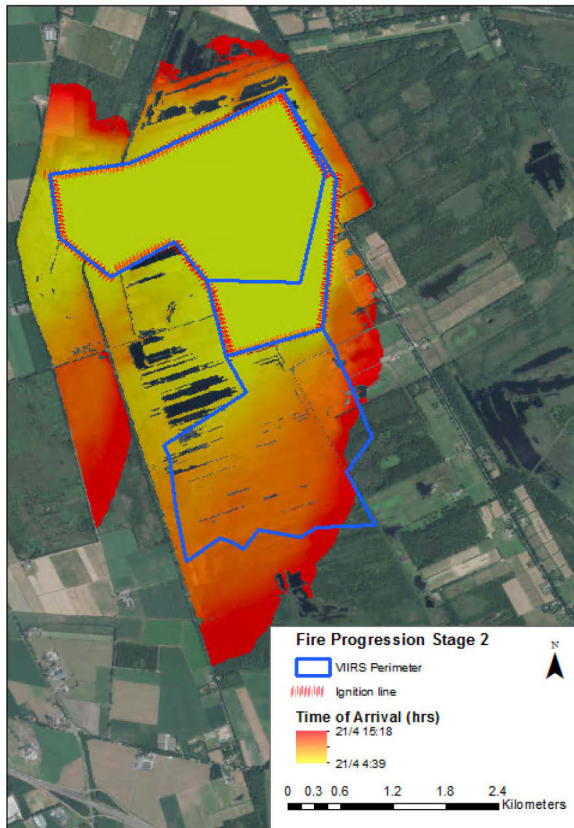 Fire Progression Stage 2
N
VIIRS Perimeter
Ignition line
Time of Arrival (hrs)
21/4 15:18
21/4 4:39
0 0.3 0.6 1.2 1.8 2.4
Kilometers